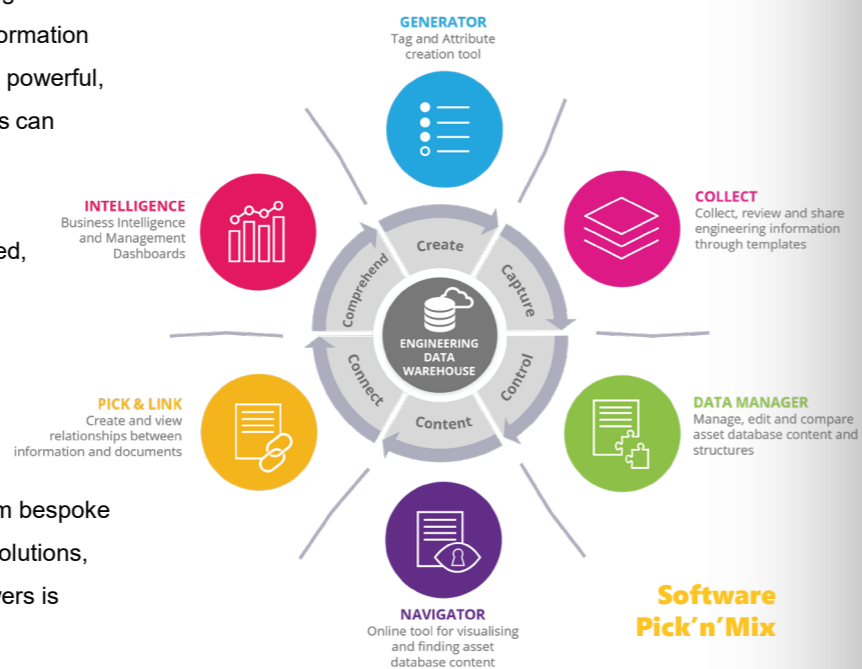 ormation
powerful,
s can
ed,
m bespoke
olutions,
vers is
GENERATOR
Tag and Attribute
creation tool
COLLECT
Collect, review and share
engineering information
through templates
DATA MANAGER
Manage, edit and compare
asset database content and
structures
NAVIGATOR
Online tool for visualising
and finding asset
database content
PICK & LINK
Create and view
relationships between
information and documents
INTELLIGENCE
Business Intelligence
and Management
Dashboards
Create
Capture
Control
Content
Connect
Comprehend
ENGINEERING
DATA
WAREHOUSE
Software
Pick'n'Mix